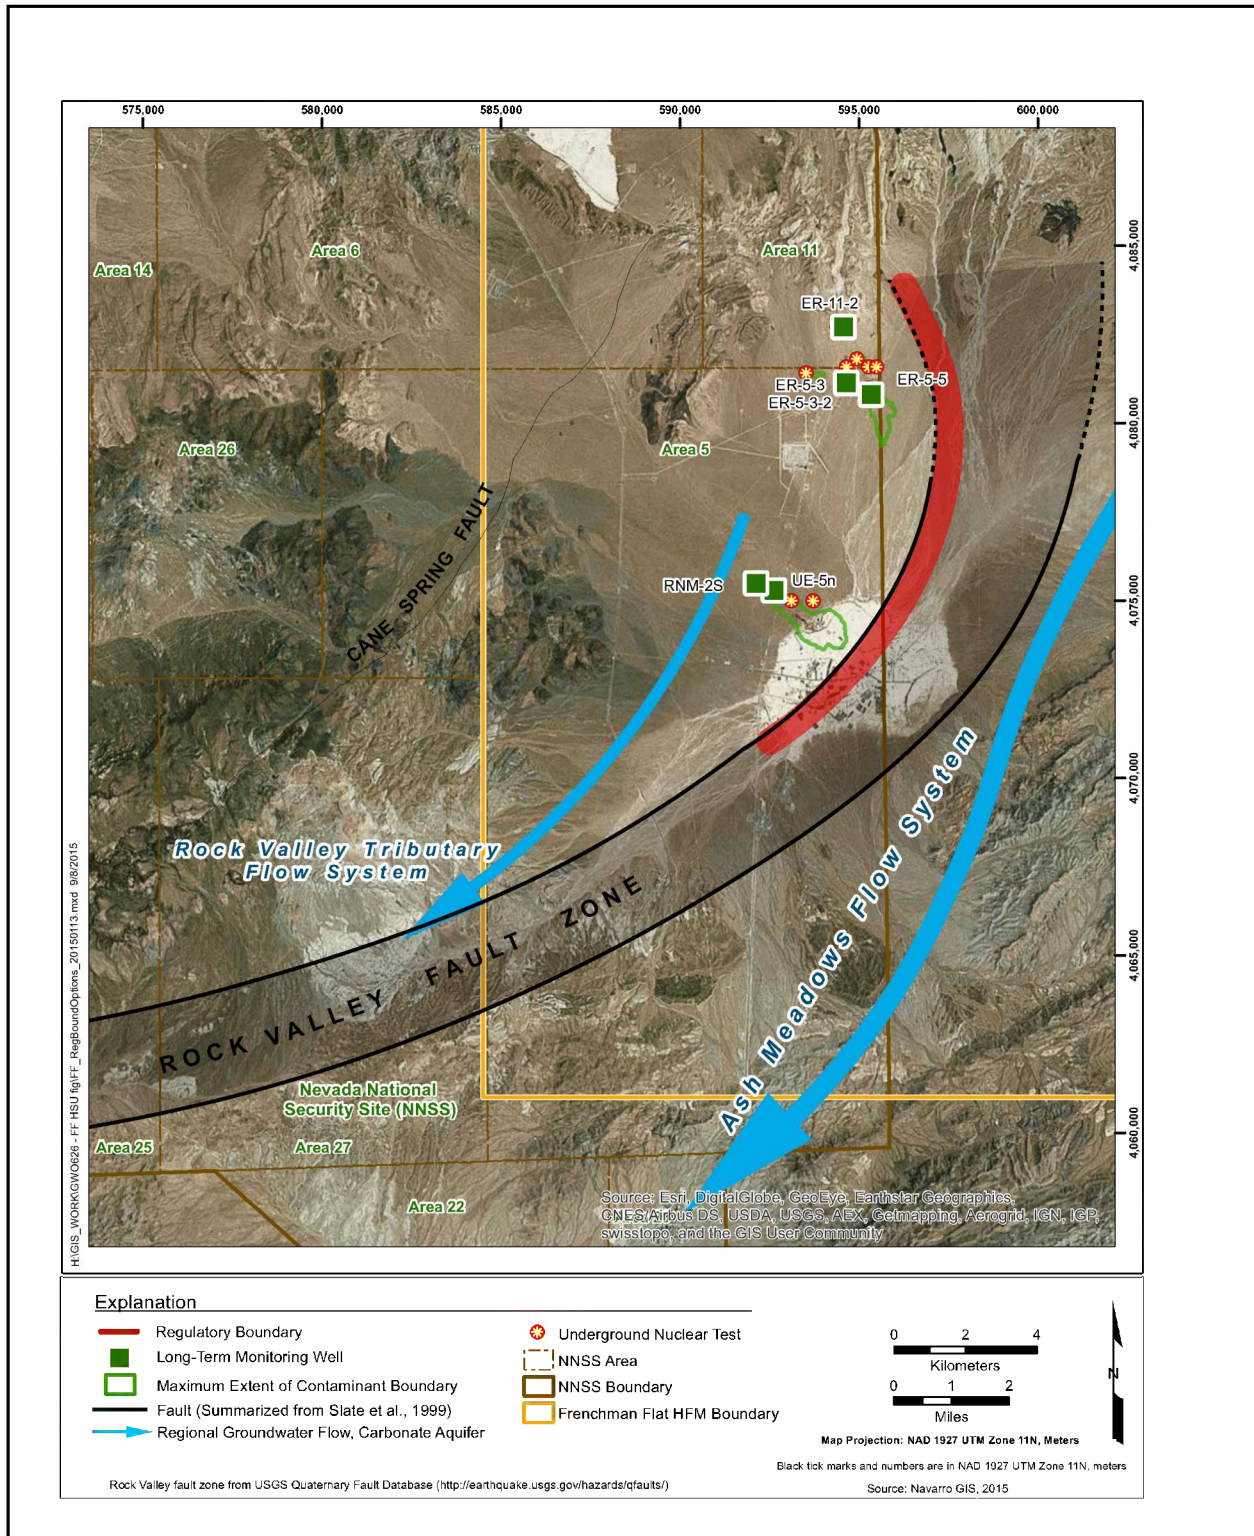 575,000 580,000 585,000 590,000 595,000 600,000
4,085,000
4,080,000
4,075,000
4,070,000
4,065,000
4,060,000
Area 6
Area 11
Area 14
ER-11-2
ER-5-3
ER-5-5
ER-5-3-2
Area 26
Area 5
CANE SPRING FAULT
RNM-2S
UE-5n
Rock Valley Tributary
Flow System
Ash Meadows Flow System
ROCK VALLEY FAULT ZONE
Nevada National
Security Site (NNSS)
Area 25
Area 27
Area 22
Source: Esri, DigitalGlobe, GeoEye, Earthstar Geographics,
CNES/Airbus DS, USDA, USGS, AEX, Getmapping, Aerogrid, IGN, IGP,
swisstopo, and the GIS User Community
H:\GIS_WORK\GWO626 - FF HSU fig\FF_RegBoundOptions_20150113.mxd 9/8/2015
Explanation
Regulatory Boundary
Long-Term Monitoring Well
Maximum Extent of Contaminant Boundary
Fault (Summarized from Slate et al., 1999)
Regional Groundwater Flow, Carbonate Aquifer
Underground Nuclear Test
NNSS Area
NNSS Boundary
Frenchman Flat HFM Boundary
0 2 4
Kilometers
0 1 2
Miles
N
Map Projection: NAD 1927 UTM Zone 11N, Meters
Black tick marks and numbers are in NAD 1927 UTM Zone 11N, meters
Rock Valley fault zone from USGS Quaternary Fault Database (http://earthquake.usgs.gov/hazards/qfaults/)
Source: Navarro GIS, 2015